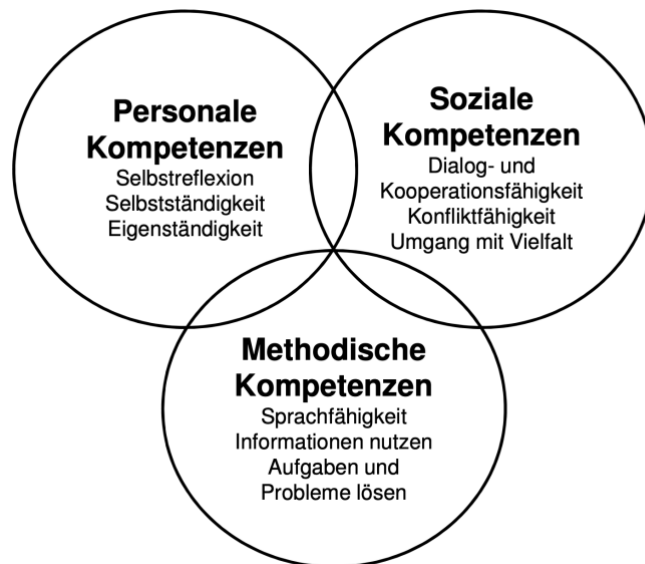 Personale
Kompetenzen
Selbstreflexion
Selbstständigkeit
Eigenständigkeit
Soziale
Kompetenzen
Dialog- und
Kooperationsfähigkeit
Konfliktfähigkeit
Umgang mit Vielfalt
Methodische
Kompetenzen
Sprachfähigkeit
Informationen nutzen
Aufgaben und
Probleme lösen